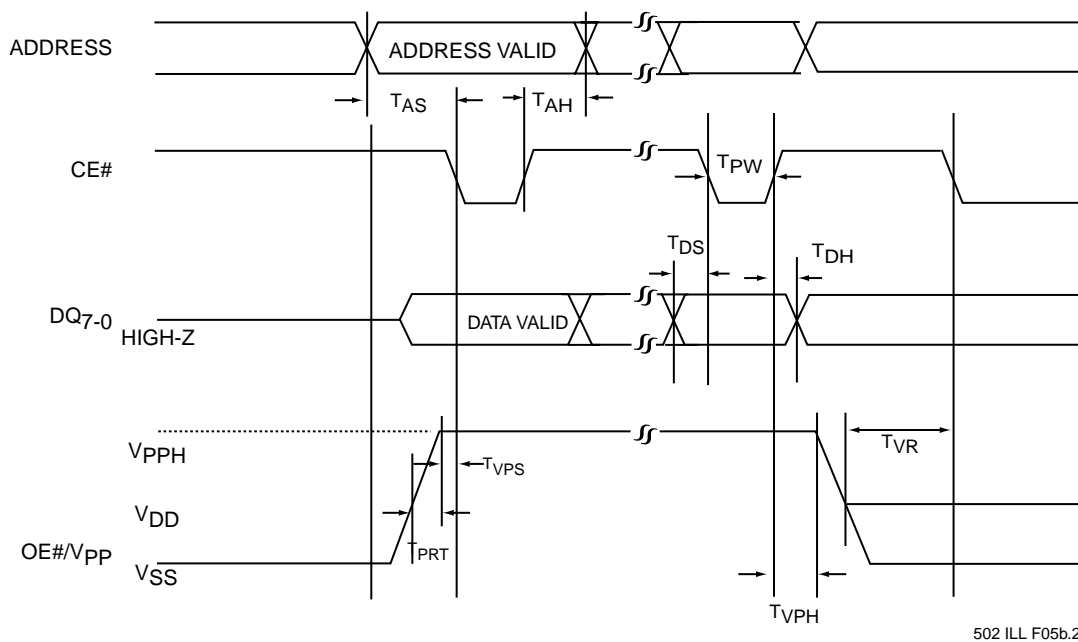 ADDRESS
ADDRESS VALID
TAS
TAH
CE#
TPW
TDS
TDH
DQ7-0
HIGH-Z
DATA VALID
VPPH
TVPS
TVR
VDD
TPRT
OE#/VPP
VSS
TVPH
502 ILL F05b.2